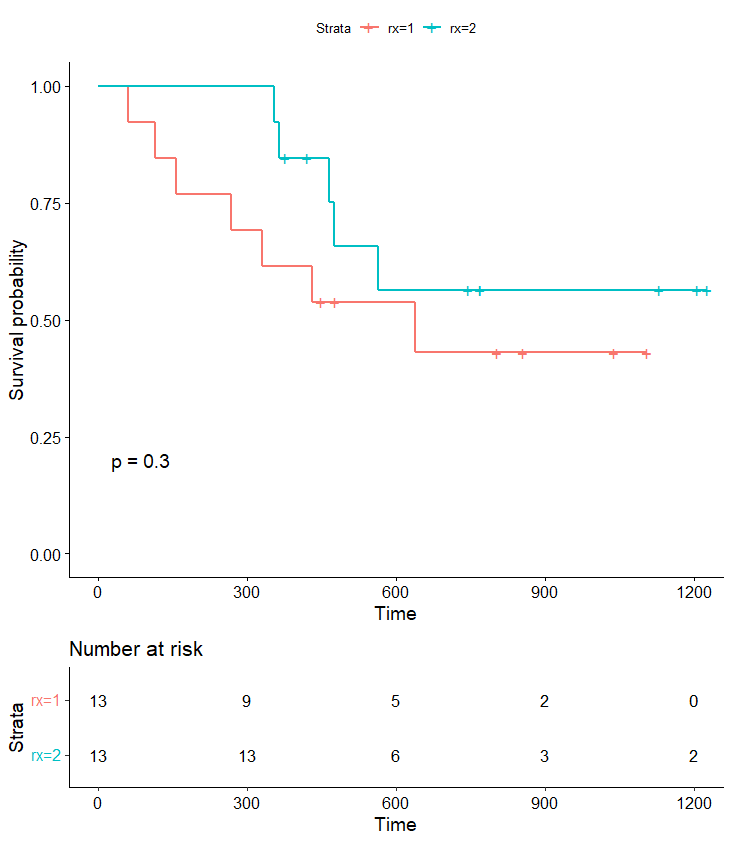 Strata rx=1 rx=2
1.00
0.75
0.50
0.25
0.00
Survival probability
p = 0.3
0 300 600 900 1200
Time
Number at risk
Strata
rx=1 13 9 5 2 0
rx=2 13 13 6 3 2
0 300 600 900 1200
Time